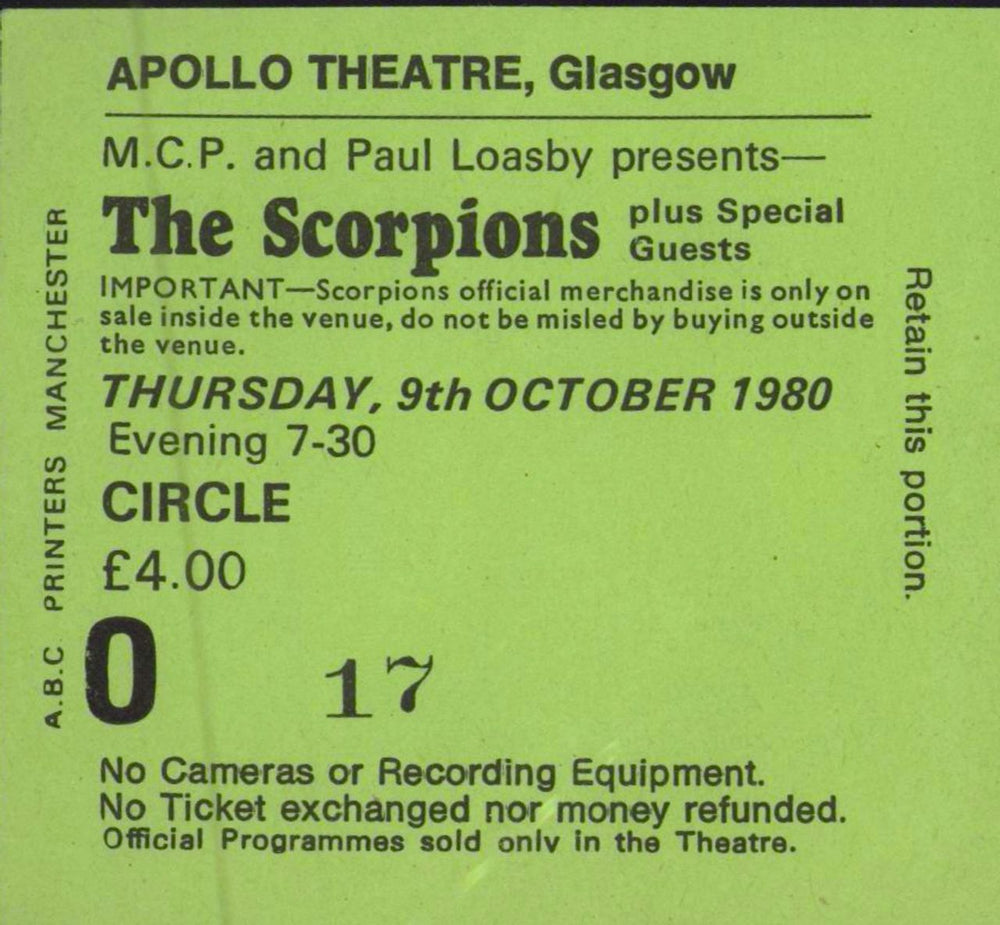 APOLLO THEATRE, Glasgow
M.C.P. and Paul Loasby presents—
The Scorpions plus Special
Guests
IMPORTANT—Scorpions official merchandise is only on
sale inside the venue, do not be misled by buying outside
the venue.
THURSDAY, 9th OCTOBER 1980
Evening 7-30
CIRCLE
£4.00
O 17
No Cameras or Recording Equipment.
No Ticket exchanged nor money refunded.
Official Programmes sold only in the Theatre.
A.B.C PRINTERS MANCHESTER
Retain this portion.